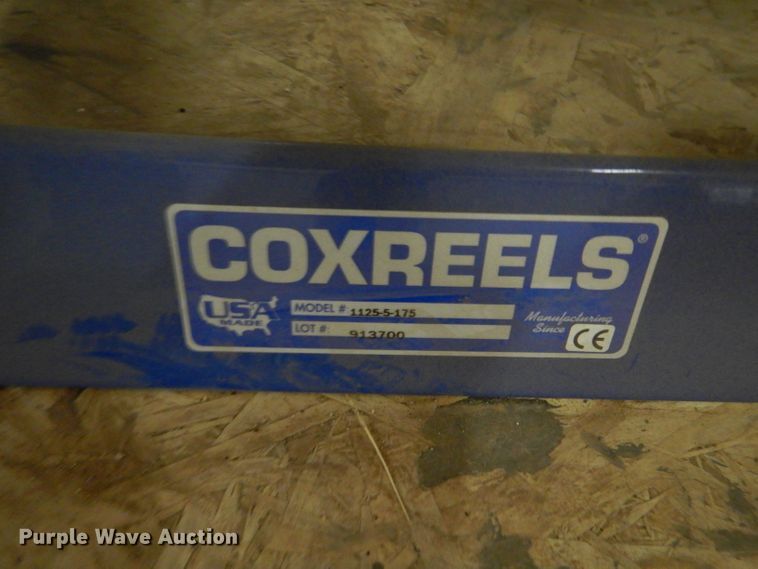 COXREELS®
USA
MADE
MODEL #: 1125-5-175
LOT #: 913700
Manufacturing
Since
CE
Purple Wave Auction